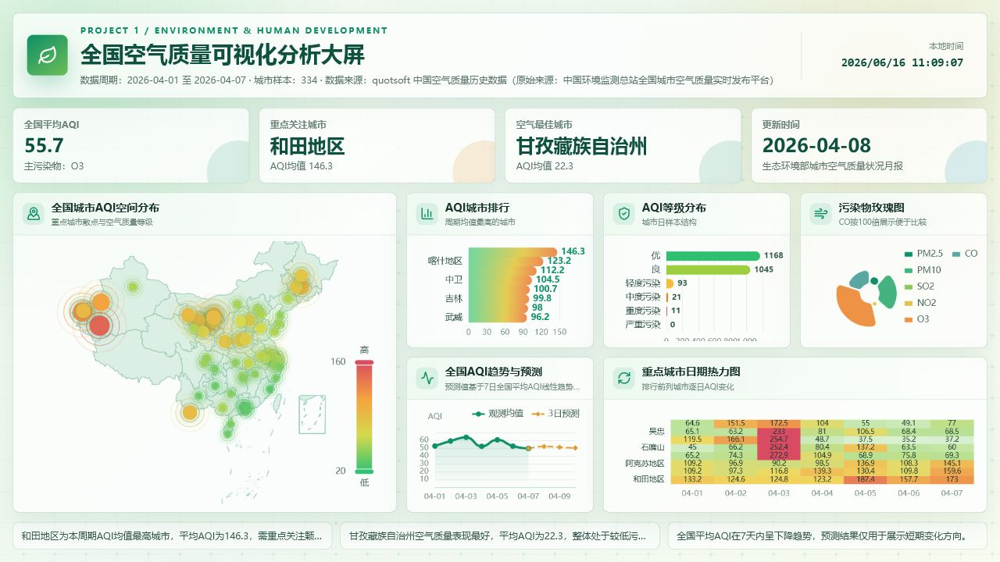 PROJECT 1 / ENVIRONMENT & HUMAN DEVELOPMENT
全国空气质量可视化分析大屏
数据周期：2026-04-01 至 2026-04-07 · 城市样本：334 · 数据来源：quotsoft 中国空气质量历史数据（原始来源：中国环境监测总站全国城市空气质量实时发布平台）
本地时间
2026/06/16 11:09:07
全国平均AQI
55.7
主污染物：O3
重点关注城市
和田地区
AQI均值 146.3
空气最佳城市
甘孜藏族自治州
AQI均值 22.3
更新时间
2026-04-08
生态环境部城市空气质量状况月报
全国城市AQI空间分布
重点城市散点与空气质量等级
高
160
20
低
AQI城市排行
周期均值最高的城市
146.3
喀什地区 123.2
112.2
中卫 104.5
100.7
吉林 99.8
98
武威 96.2
0 30 60 90 120 150
AQI等级分布
城市日样本结构
优 1168
良 1045
轻度污染 93
中度污染 21
重度污染 11
严重污染 0
0 200 400 600 800 1,000
污染物玫瑰图
CO按100倍展示便于比较
PM2.5 CO
PM10
SO2
NO2
O3
全国AQI趋势与预测
预测值基于7日全国平均AQI线性趋势...
AQI 观测均值 3日预测
60
50
40
30
20
10
04-01 04-03 04-05 04-07 04-09
重点城市日期热力图
排行前列城市逐日AQI变化
64.6 151.5 172.5 104 55 49.1 77
吴忠 65.1 63.2 233 81 106.5 68.4 68.5
119.5 166.1 254.7 48.7 37.5 35.2 37.2
石嘴山 45 66.2 252.4 80.4 137.2 63.5 60
65.2 74.3 272.9 104.9 68.9 75.8 69.3
阿克苏地区 109.2 96.9 90.2 98.5 136.9 108.3 145.1
109.2 97.3 116.8 139.3 130.4 109.8 159.6
和田地区 133.2 124.6 124.8 123.2 187.4 157.7 173
04-01 04-02 04-03 04-04 04-05 04-06 04-07
和田地区为本周期AQI均值最高城市，平均AQI为146.3，需重点关注颗...
甘孜藏族自治州空气质量表现最好，平均AQI为22.3，整体处于较低污...
全国平均AQI在7天内呈下降趋势，预测结果仅用于展示短期变化方向。